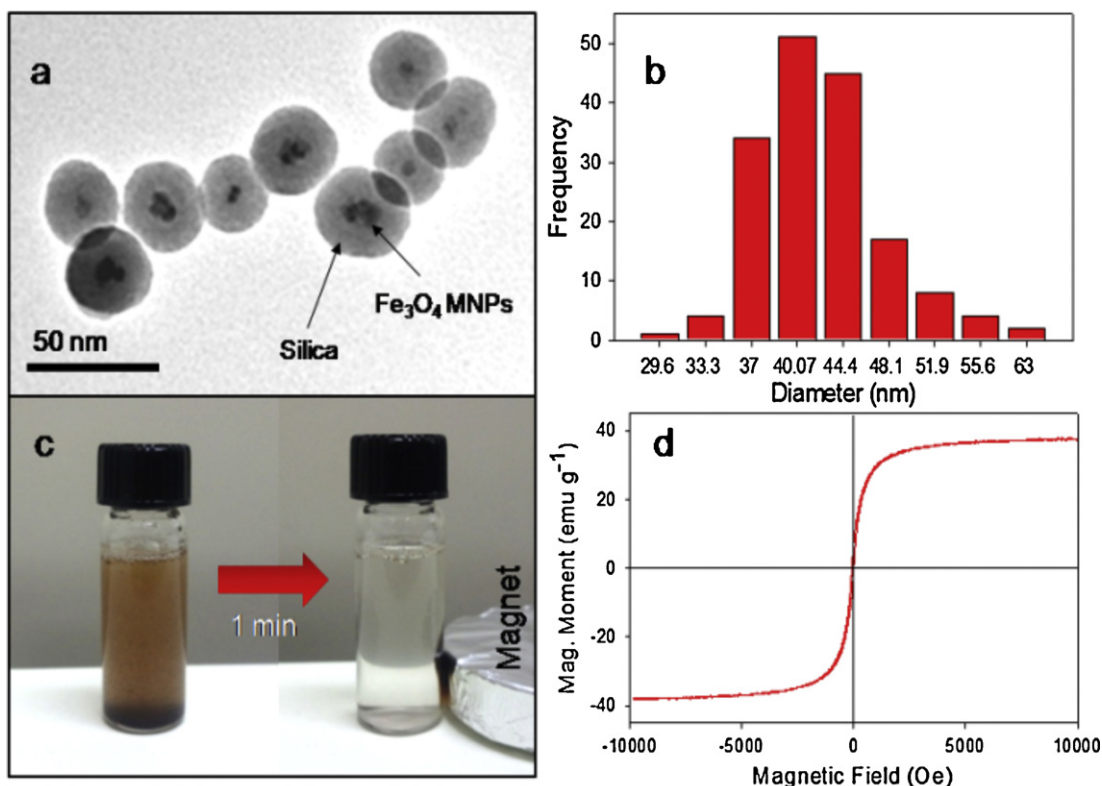 a
Fe₃O₄ MNPs
Silica
50 nm
b
Frequency
50
40
30
20
10
0
29.6 33.3 37 40.07 44.4 48.1 51.9 55.6 63
Diameter (nm)
c
1 min
Magnet
d
Mag. Moment (emu g⁻¹)
40
20
0
-20
-40
-10000 -5000 0 5000 10000
Magnetic Field (Oe)